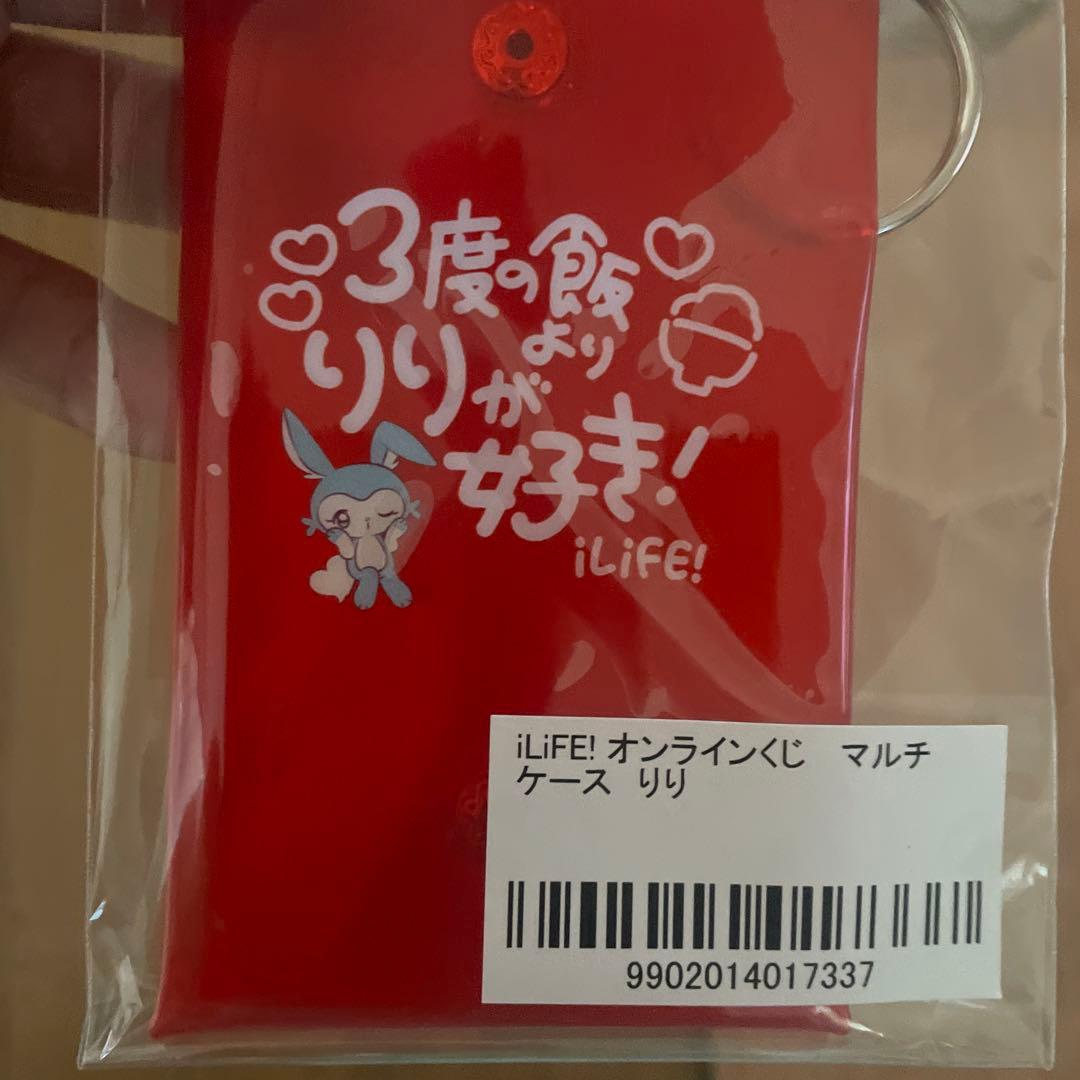 3度の飯
より
りりが
好き!
iLiFE!
iLiFE! オンラインくじ　マルチ
ケース　りり
9902014017337